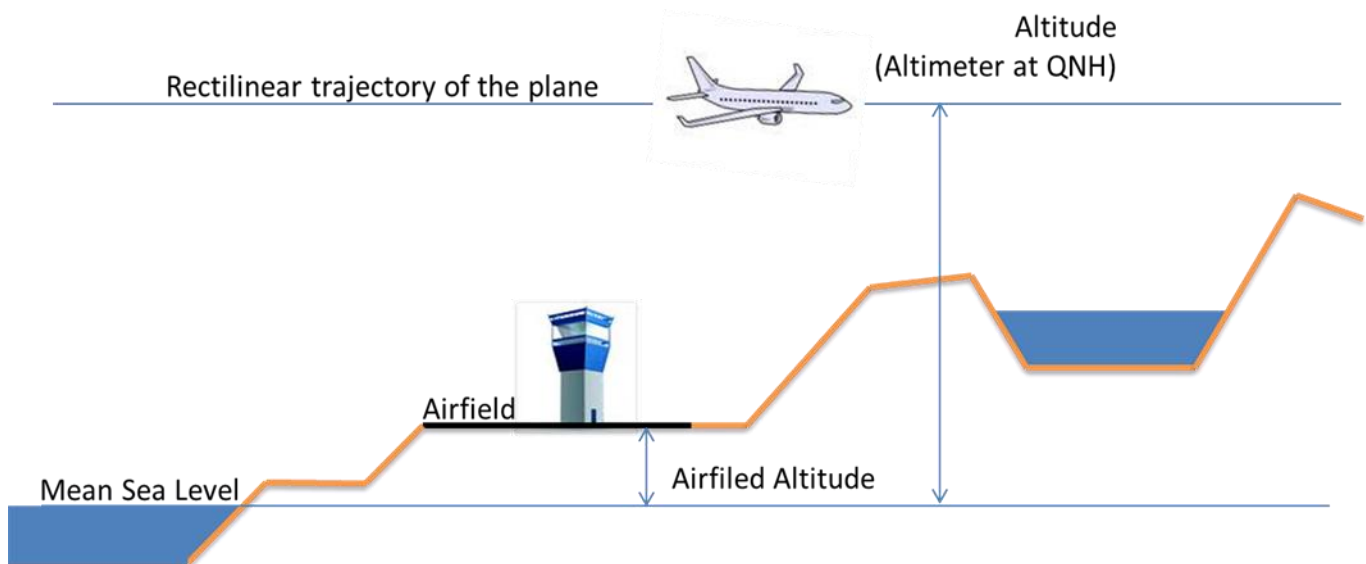 Altitude
(Altimeter at QNH)
Rectilinear trajectory of the plane
Airfield
Airfiled Altitude
Mean Sea Level